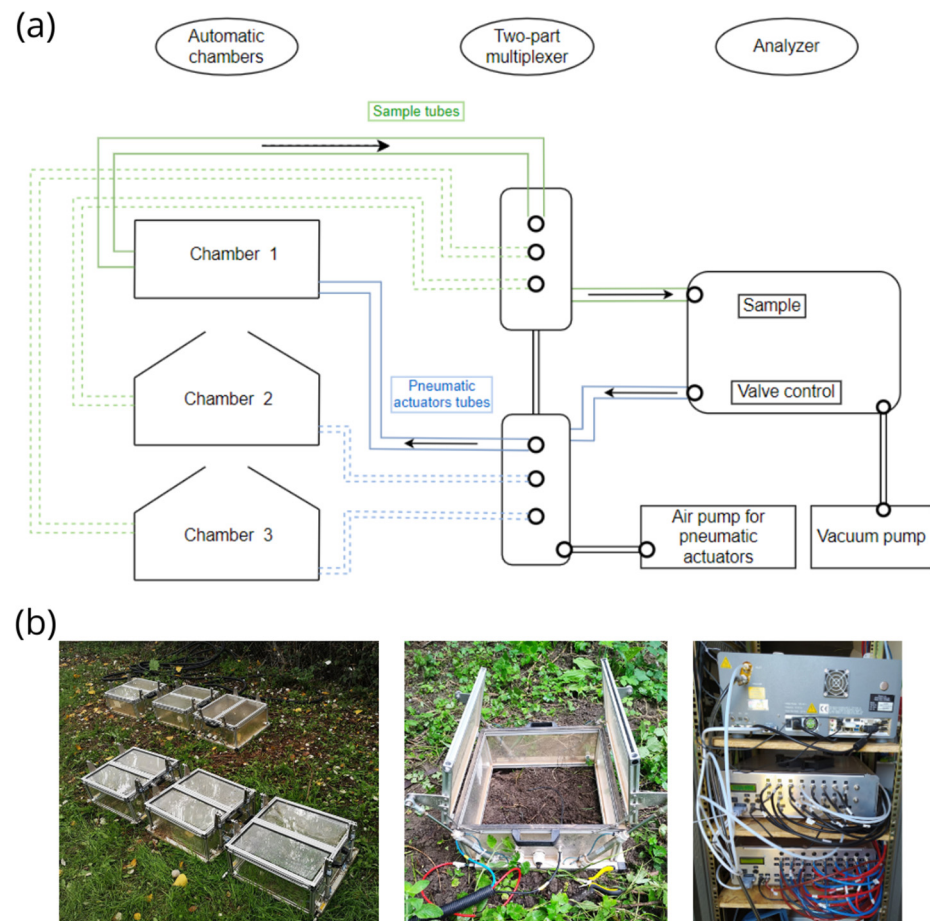 (a)
Automatic
chambers
Two-part
multiplexer
Analyzer
Sample tubes
Chamber 1
Sample
Chamber 2
Pneumatic
actuators tubes
Valve control
Chamber 3
Air pump for
pneumatic
actuators
Vacuum pump
(b)